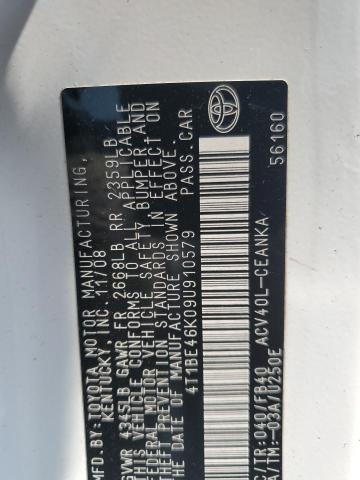 MFD.BY:TOYOTA MOTOR MANUFACTURING,
KENTUCKY, INC. 11/08
GVWR 3345LB GAWR FR 2668LB RR 2359LB
THIS VEHICLE CONFORMS TO ALL APPLICABLE
FEDERAL MOTOR VEHICLE SAFETY, BUMPER, AND
THEFT PREVENTION STANDARDS IN EFFECT ON
THE DATE OF MANUFACTURE SHOWN ABOVE.
4T1BE46K09U910579 PASS.CAR
C/TR:040/FB40 ACV40L-CEANKA
A/TM:-03A/U250E 56160
TOYOTA